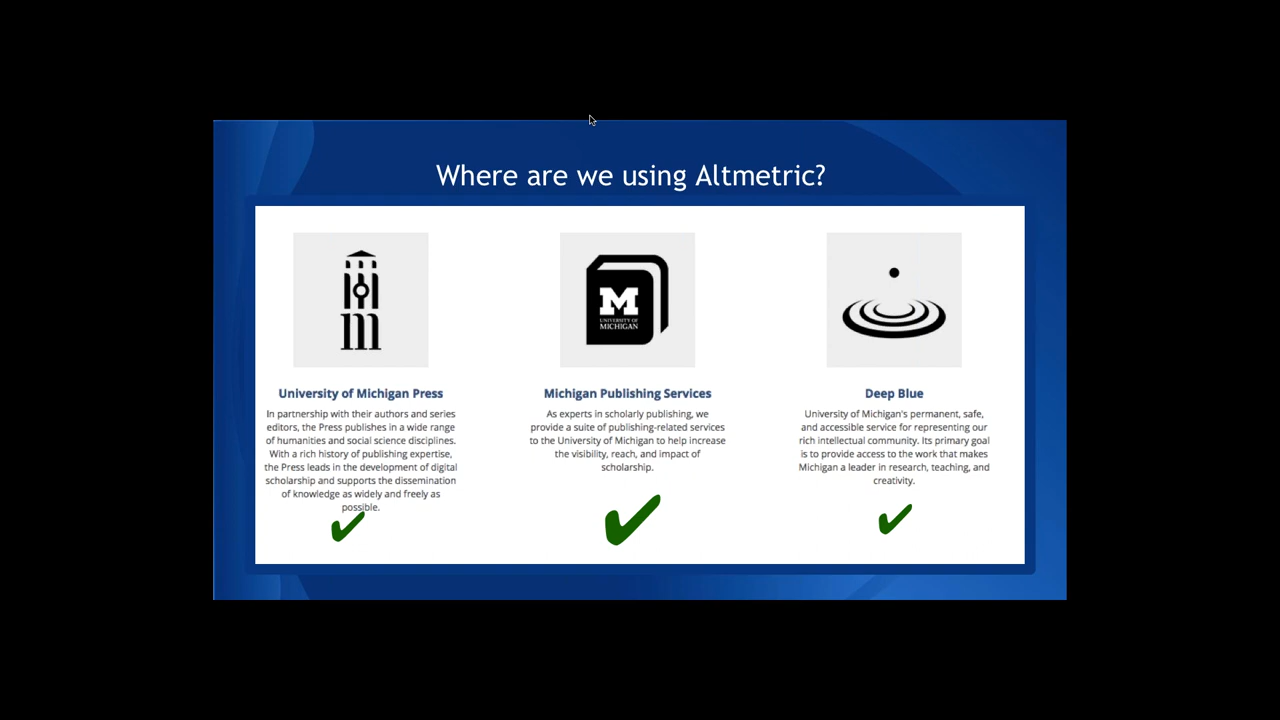 Where are we using Altmetric?
M
UNIVERSITY OF
MICHIGAN
m
University of Michigan Press
In partnership with their authors and series
editors, the Press publishes in a wide range
of humanities and social science disciplines.
With a rich history of publishing expertise,
the Press leads in the development of digital
scholarship and supports the dissemination
of knowledge as widely and freely as
possible.
Michigan Publishing Services
As experts in scholarly publishing, we
provide a suite of publishing-related services
to the University of Michigan to help increase
the visibility, reach, and impact of
scholarship.
Deep Blue
University of Michigan's permanent, safe,
and accessible service for representing our
rich intellectual community. Its primary goal
is to provide access to the work that makes
Michigan a leader in research, teaching, and
creativity.